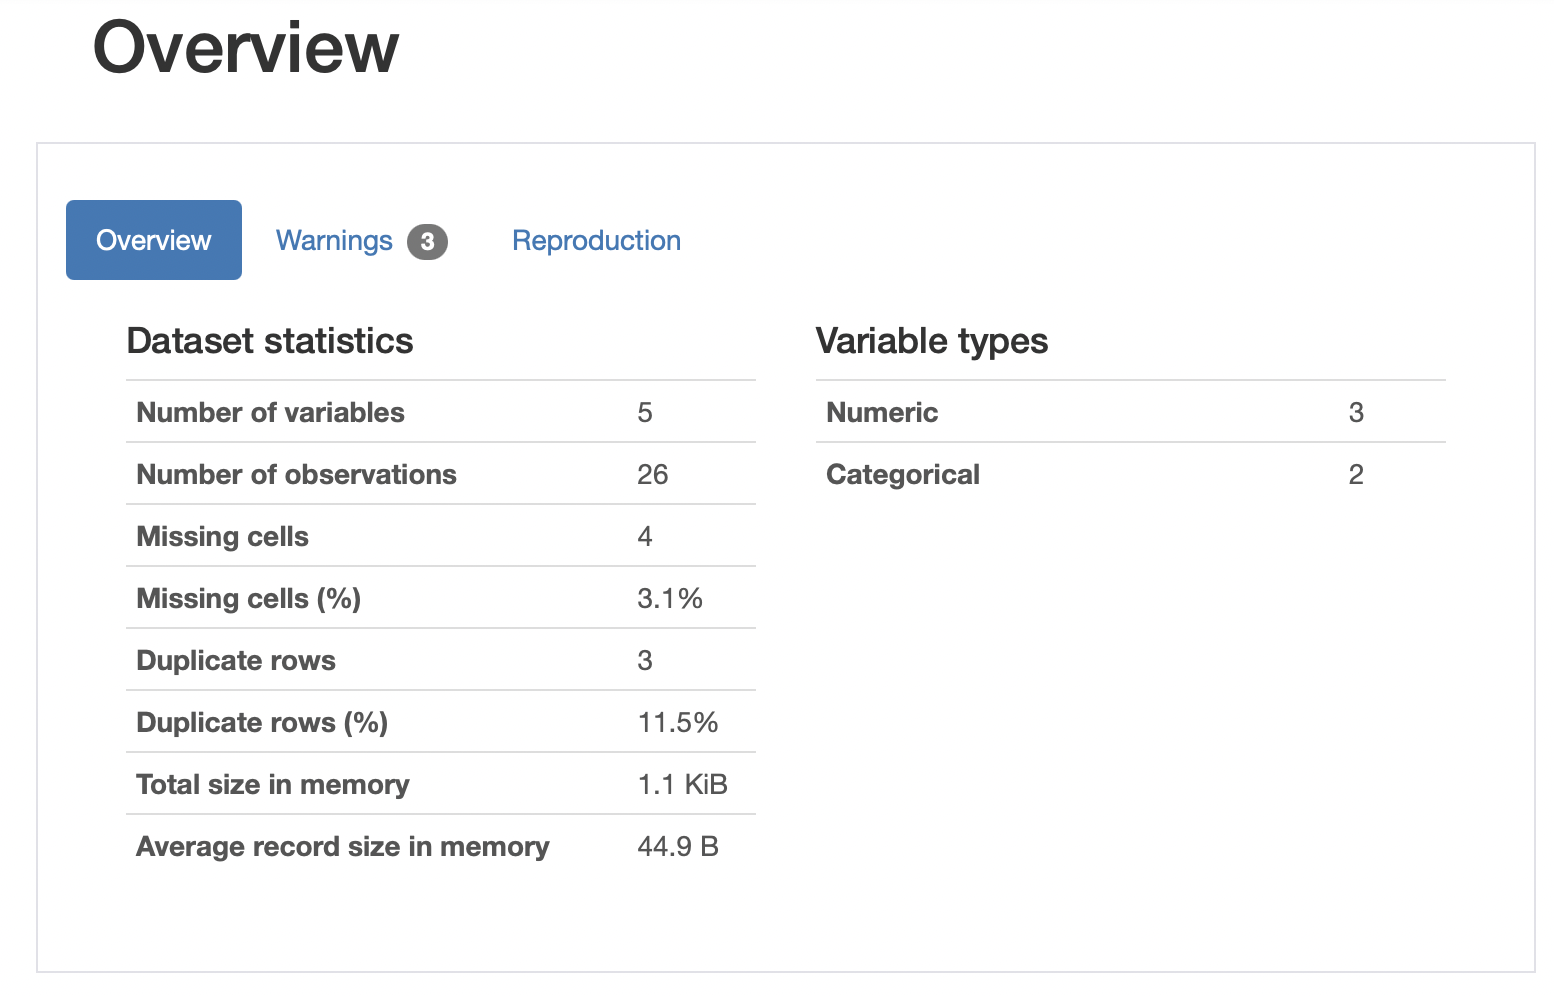 Overview
Overview Warnings 3 Reproduction
Dataset statistics
Number of variables 5
Number of observations 26
Missing cells 4
Missing cells (%) 3.1%
Duplicate rows 3
Duplicate rows (%) 11.5%
Total size in memory 1.1 KiB
Average record size in memory 44.9 B
Variable types
Numeric 3
Categorical 2